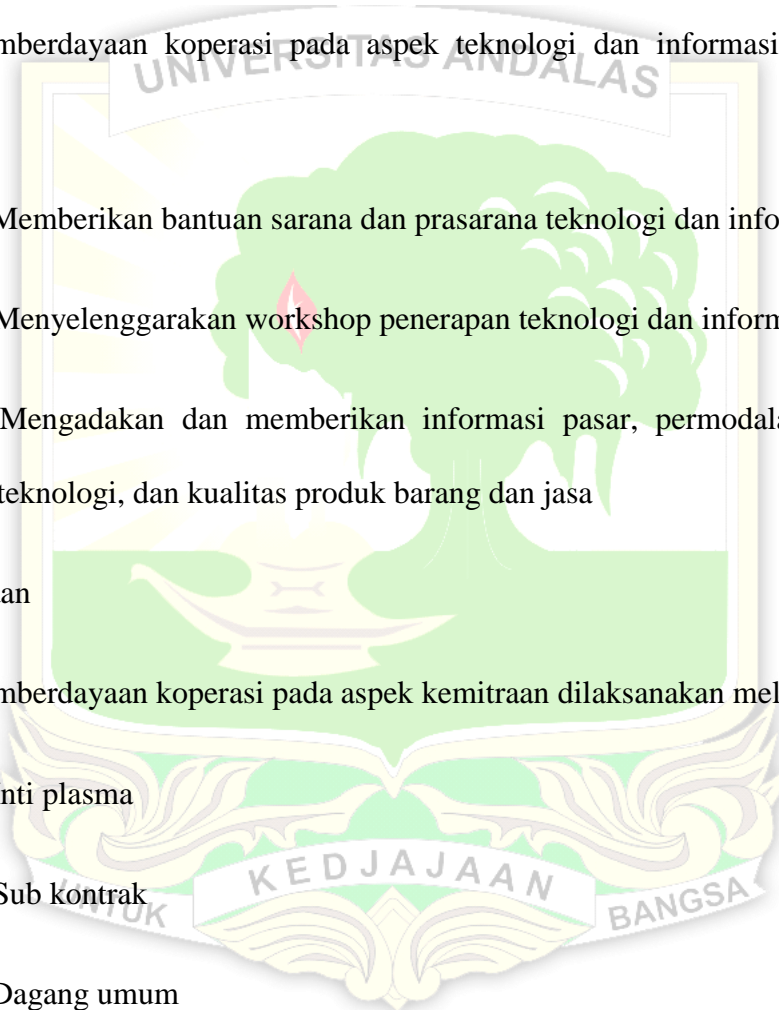 mberdayaan koperasi pada aspek teknologi dan informasi
UNIVERSITAS ANDALAS
Memberikan bantuan sarana dan prasarana teknologi dan info
Menyelenggarakan workshop penerapan teknologi dan inform
Mengadakan dan memberikan informasi pasar, permodala
teknologi, dan kualitas produk barang dan jasa
an
mberdayaan koperasi pada aspek kemitraan dilaksanakan mel
nti plasma
KEDJAJAAN
Sub kontrak
UNTUK BANGSA
Dagang umum